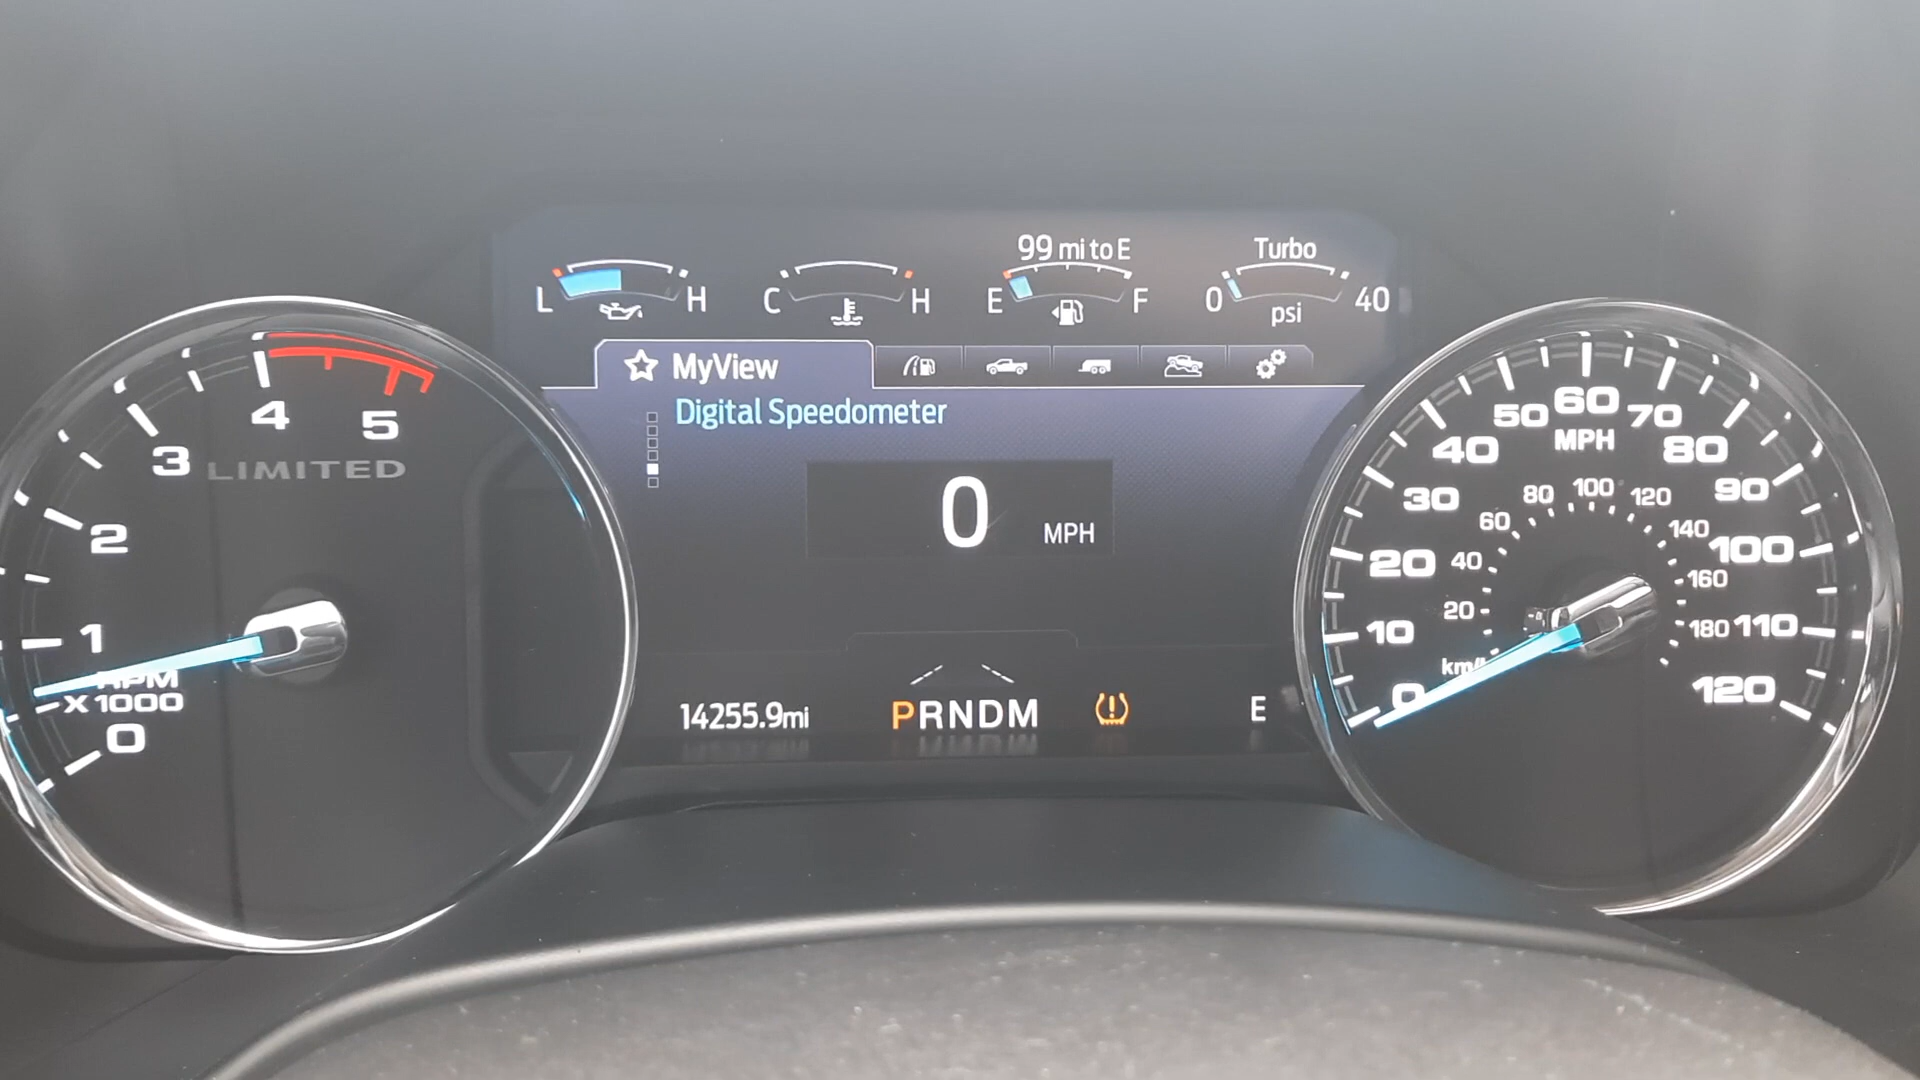 99 mi to E
Turbo
L H
C H
E F
0 40
psi
MyView
Digital Speedometer
0 MPH
14255.9mi
PRNDM
E
0
1
2
3
4
5
LIMITED
RPM
X 1000
0
10
20
30
40
50
60
70
80
90
100
110
120
MPH
20
40
60
80
100
120
140
160
180